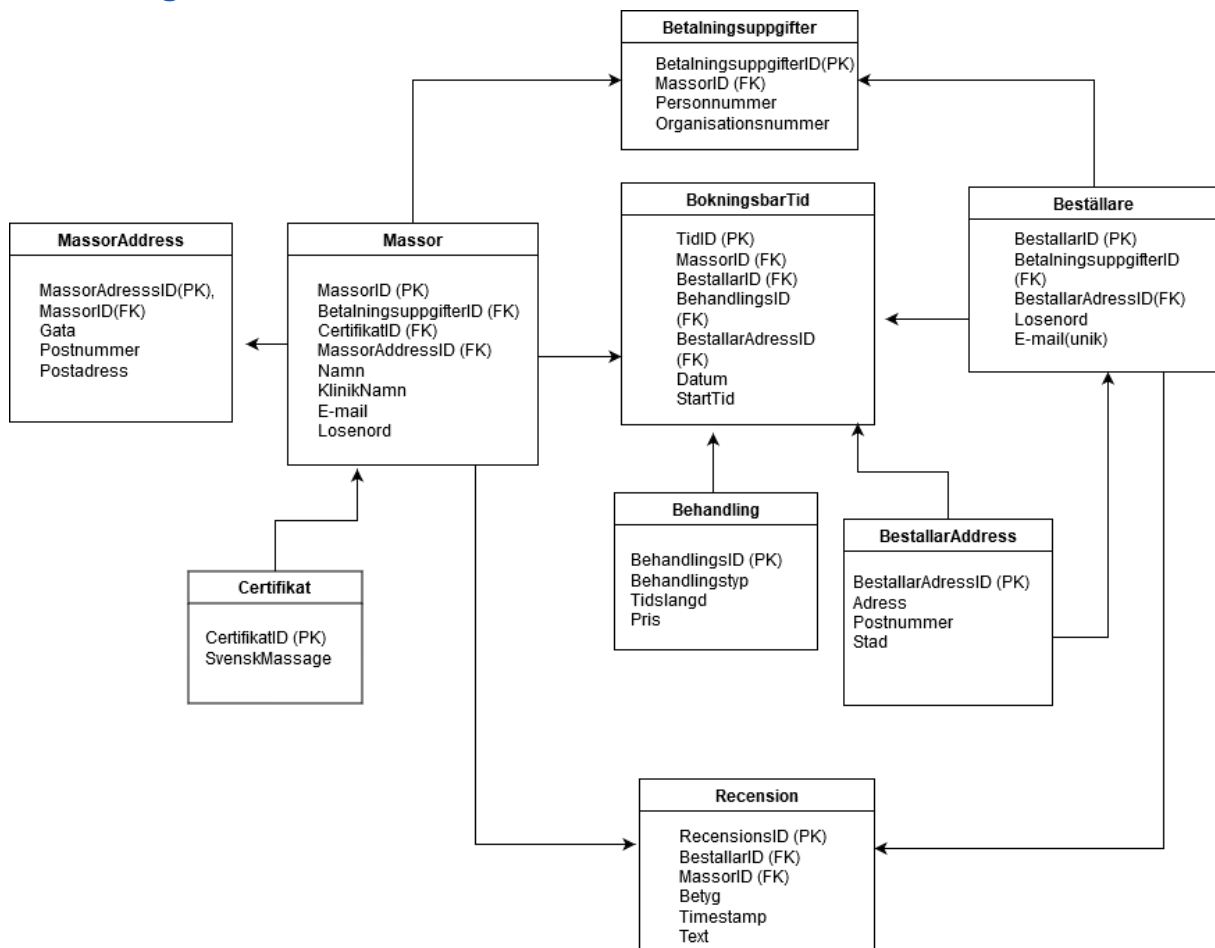 Betalningsuppgifter
BetalningsuppgifterID(PK)
MassorID (FK)
Personnummer
Organisationsnummer
MassorAddress
MassorAdresssID(PK),
MassorID(FK)
Gata
Postnummer
Postadress
Massor
MassorID (PK)
BetalningsuppgifterID (FK)
CertifikatID (FK)
MassorAddressID (FK)
Namn
KlinikNamn
E-mail
Losenord
BokningsbarTid
TidID (PK)
MassorID (FK)
BestallarID (FK)
BehandlingsID
(FK)
BestallarAdressID
(FK)
Datum
StartTid
Beställare
BestallarID (PK)
BetalningsuppgifterID
(FK)
BestallarAdressID(FK)
Losenord
E-mail(unik)
Certifikat
CertifikatID (PK)
SvenskMassage
Behandling
BehandlingsID (PK)
Behandlingstyp
Tidslangd
Pris
BestallarAddress
BestallarAdressID (PK)
Adress
Postnummer
Stad
Recension
RecensionsID (PK)
BestallarID (FK)
MassorID (FK)
Betyg
Timestamp
Text